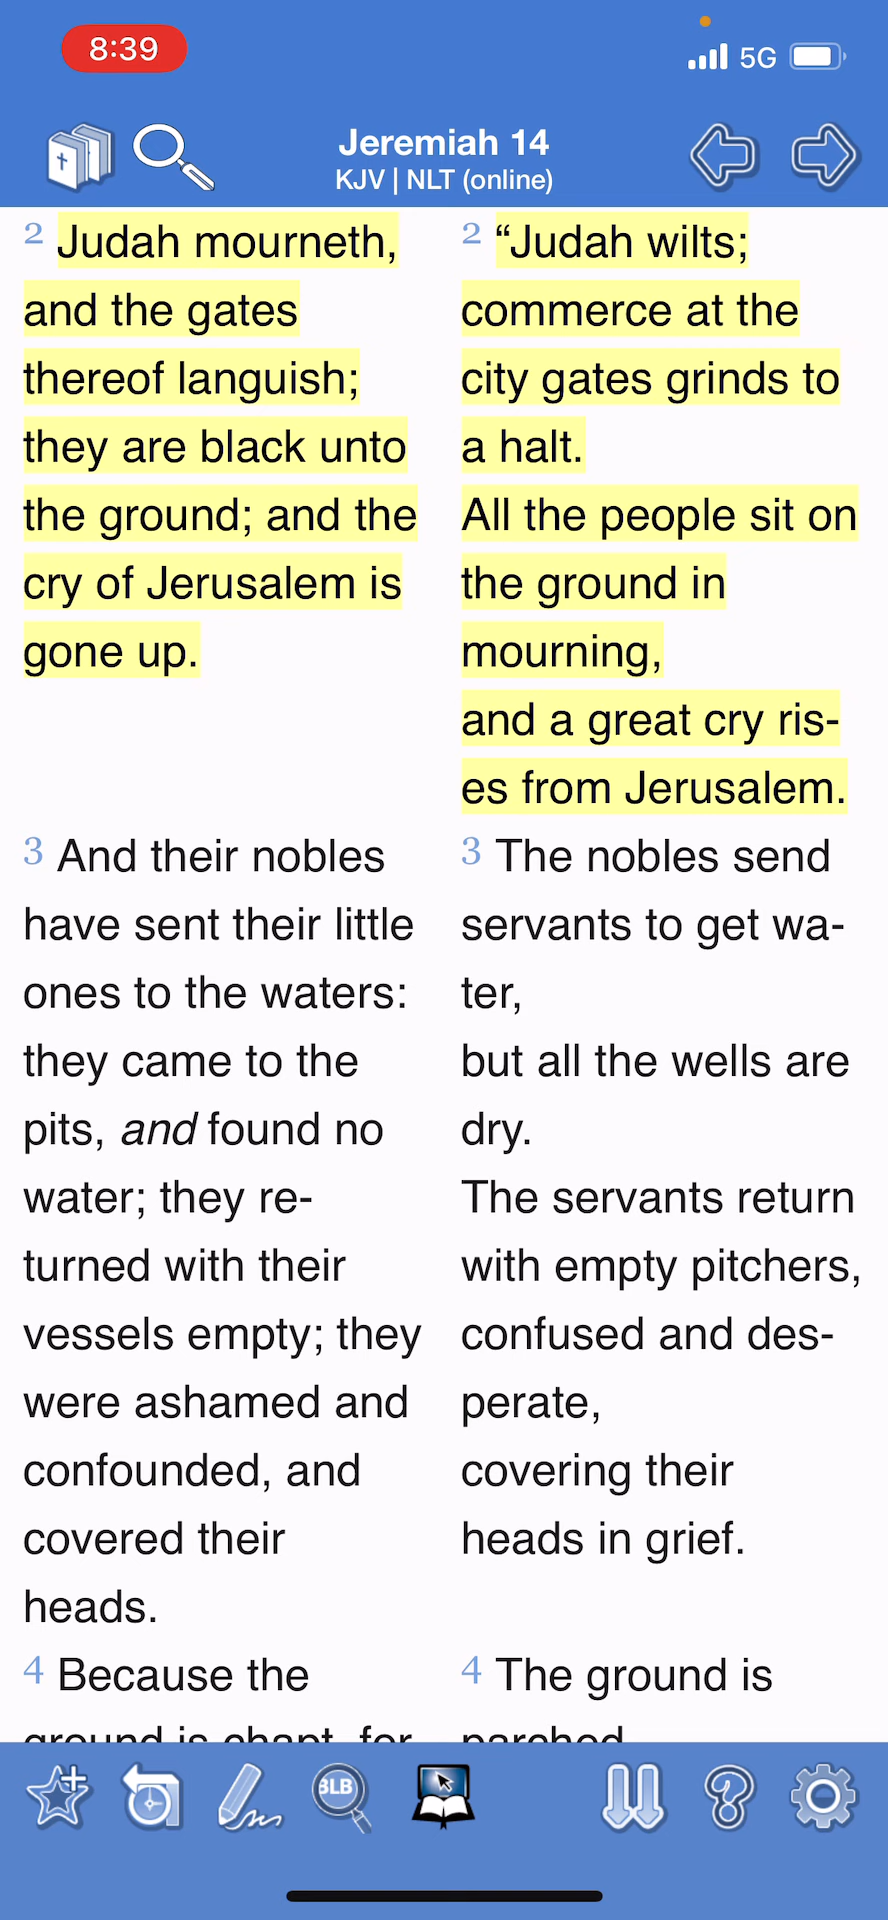 8:39
5G
Jeremiah 14
KJV | NLT (online)
2 Judah mourneth,
and the gates
thereof languish;
they are black unto
the ground; and the
cry of Jerusalem is
gone up.
2 “Judah wilts;
commerce at the
city gates grinds to
a halt.
All the people sit on
the ground in
mourning,
and a great cry ris-
es from Jerusalem.
3 And their nobles
have sent their little
ones to the waters:
they came to the
pits, and found no
water; they re-
turned with their
vessels empty; they
were ashamed and
confounded, and
covered their
heads.
3 The nobles send
servants to get wa-
ter,
but all the wells are
dry.
The servants return
with empty pitchers,
confused and des-
perate,
covering their
heads in grief.
4 Because the
ground is chapt, for
4 The ground is
parched
BLB